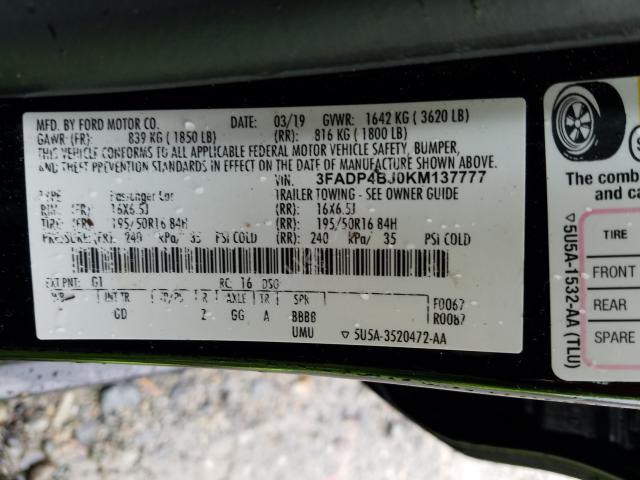 MFD. BY FORD MOTOR CO. DATE: 03/19 GVWR: 1642 KG ( 3620 LB)
GAWR (FR): 839 KG ( 1850 LB) (RR): 816 KG ( 1800 LB)
THIS VEHICLE CONFORMS TO ALL APPLICABLE FEDERAL MOTOR VEHICLE SAFETY, BUMPER,
AND THEFT PREVENTION STANDARDS IN EFFECT ON THE DATE OF MANUFACTURE SHOWN ABOVE.
VIN: 3FADP4BJ0KM137777
TYPE: Passenger Car TRAILER TOWING - SEE OWNER GUIDE
RIM: (FR) 16X6.5J (RR): 16X6.5J
TIRE: (FR) 195/50R16 84H (RR): 195/50R16 84H
PRESSURE: (FR): 240 kPa/ 35 PSI COLD (RR): 240 kPa/ 35 PSI COLD
EXT PNT: G1 RC: 16 DSO
INT TR R AXLE TR SPR
GD 2 GG A BBBB
UMU
F0067
R0087
▽ 5U5A-3520472-AA
The comb
ca
TIRE
FRONT
REAR
SPARE
▽5U5A-1532-AA (TLU)